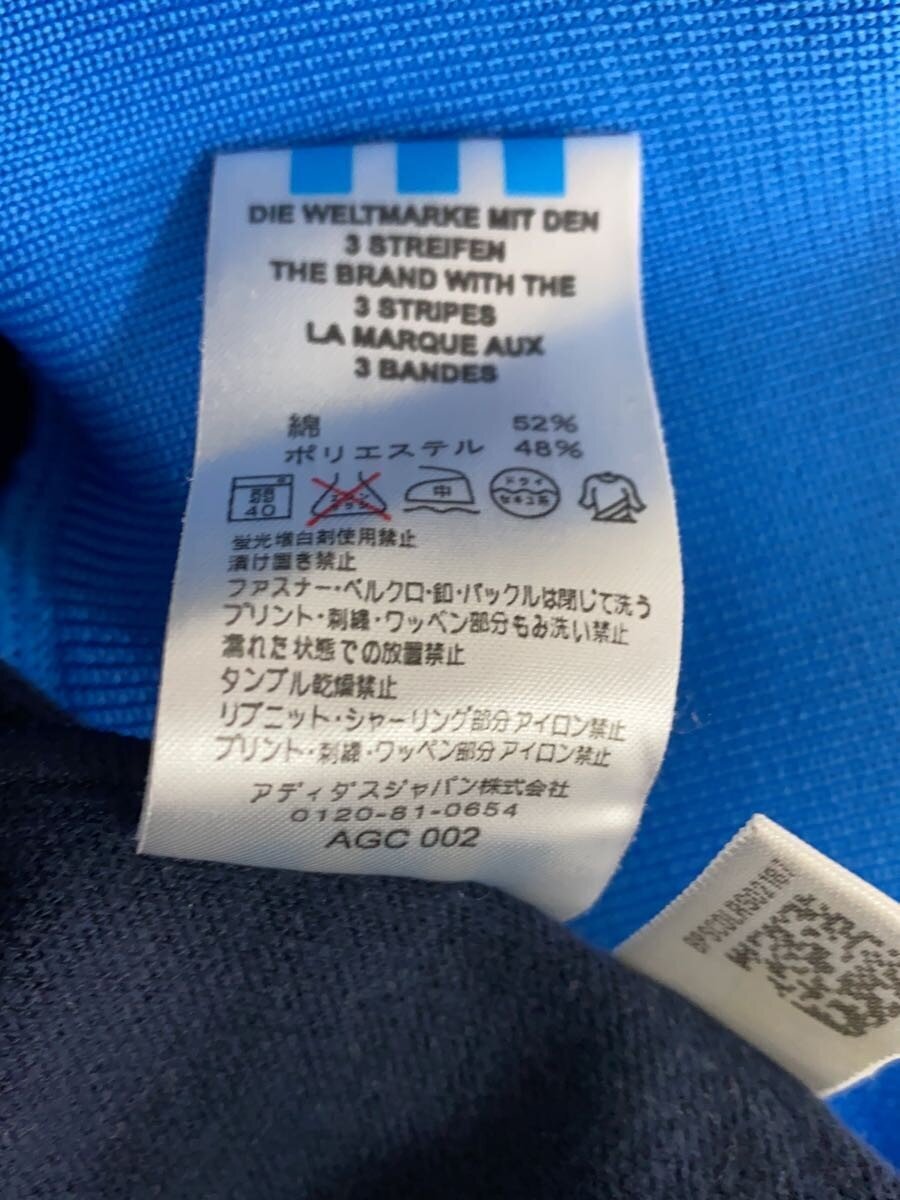 DIE WELTMARKE MIT DEN
3 STREIFEN
THE BRAND WITH THE
3 STRIPES
LA MARQUE AUX
3 BANDES
綿 52%
ポリエステル 48%
40
中
ドライ
セキユ系
蛍光増白剤使用禁止
漬け置き禁止
ファスナー・ベルクロ・釦・バックルは閉じて洗う
プリント・刺繍・ワッペン部分もみ洗い禁止
濡れた状態での放置禁止
タンブル乾燥禁止
リブニット・シャーリング部分アイロン禁止
プリント・刺繍・ワッペン部分アイロン禁止
アディダスジャパン株式会社
0120-81-0654
AGC 002